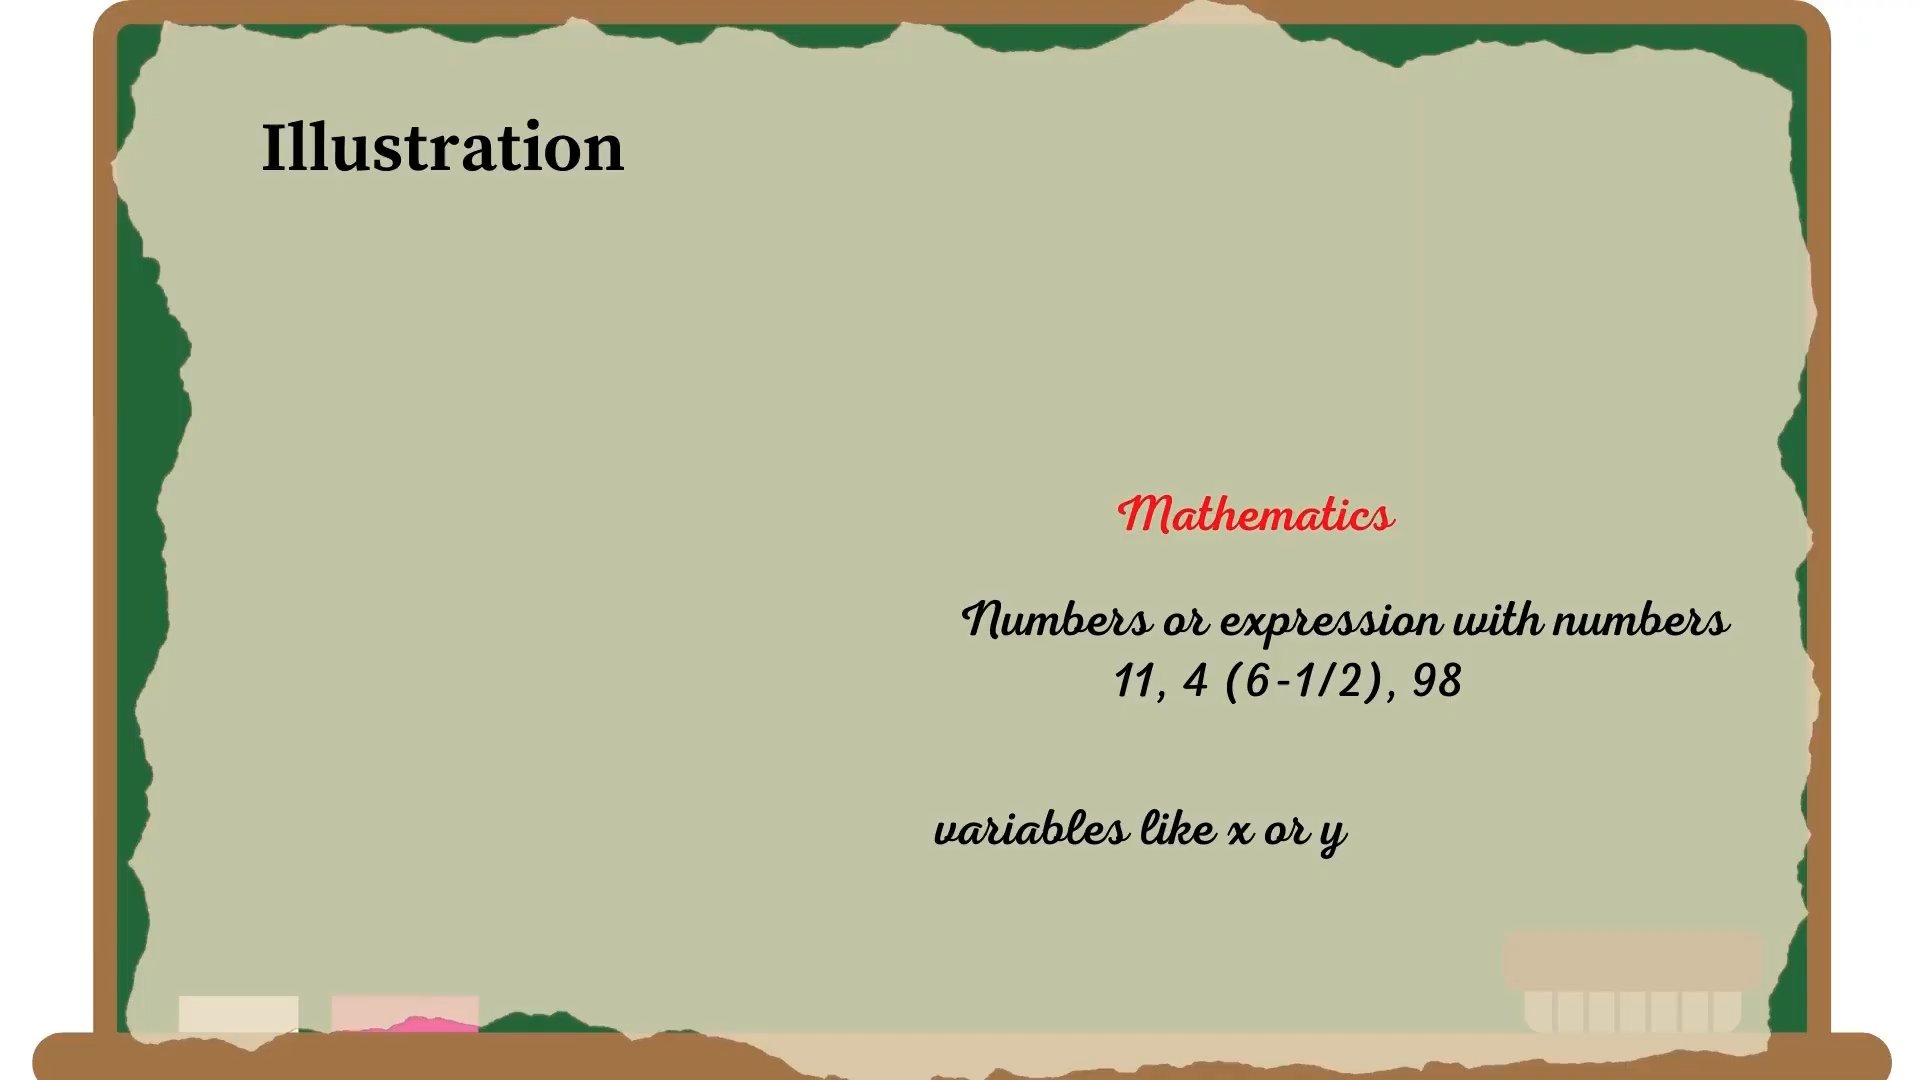 Illustration
Mathematics
Numbers or expression with numbers
11, 4 (6-1/2), 98
variables like x or y